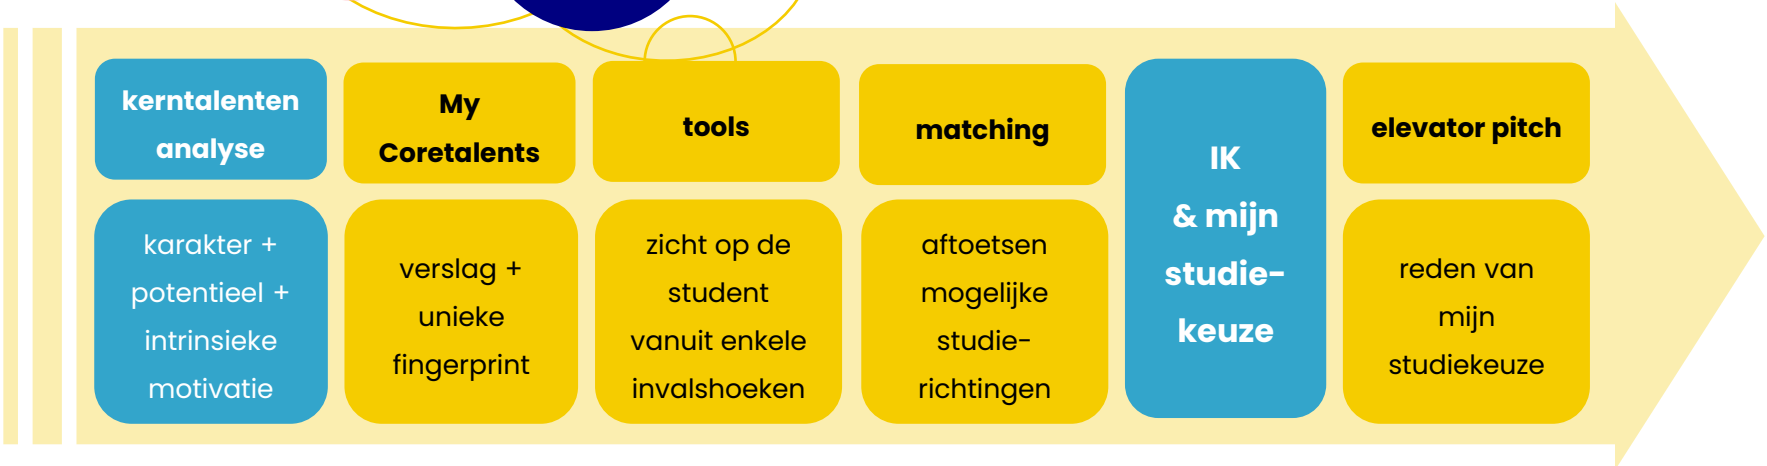 kerntalenten
analyse
karakter +
potentieel +
intrinsieke
motivatie
My
Coretalents
verslag +
unieke
fingerprint
tools
zicht op de
student
vanuit enkele
invalshoeken
matching
aftoetsen
mogelijke
studie-
richtingen
IK
& mijn
studie-
keuze
elevator pitch
reden van
mijn
studiekeuze